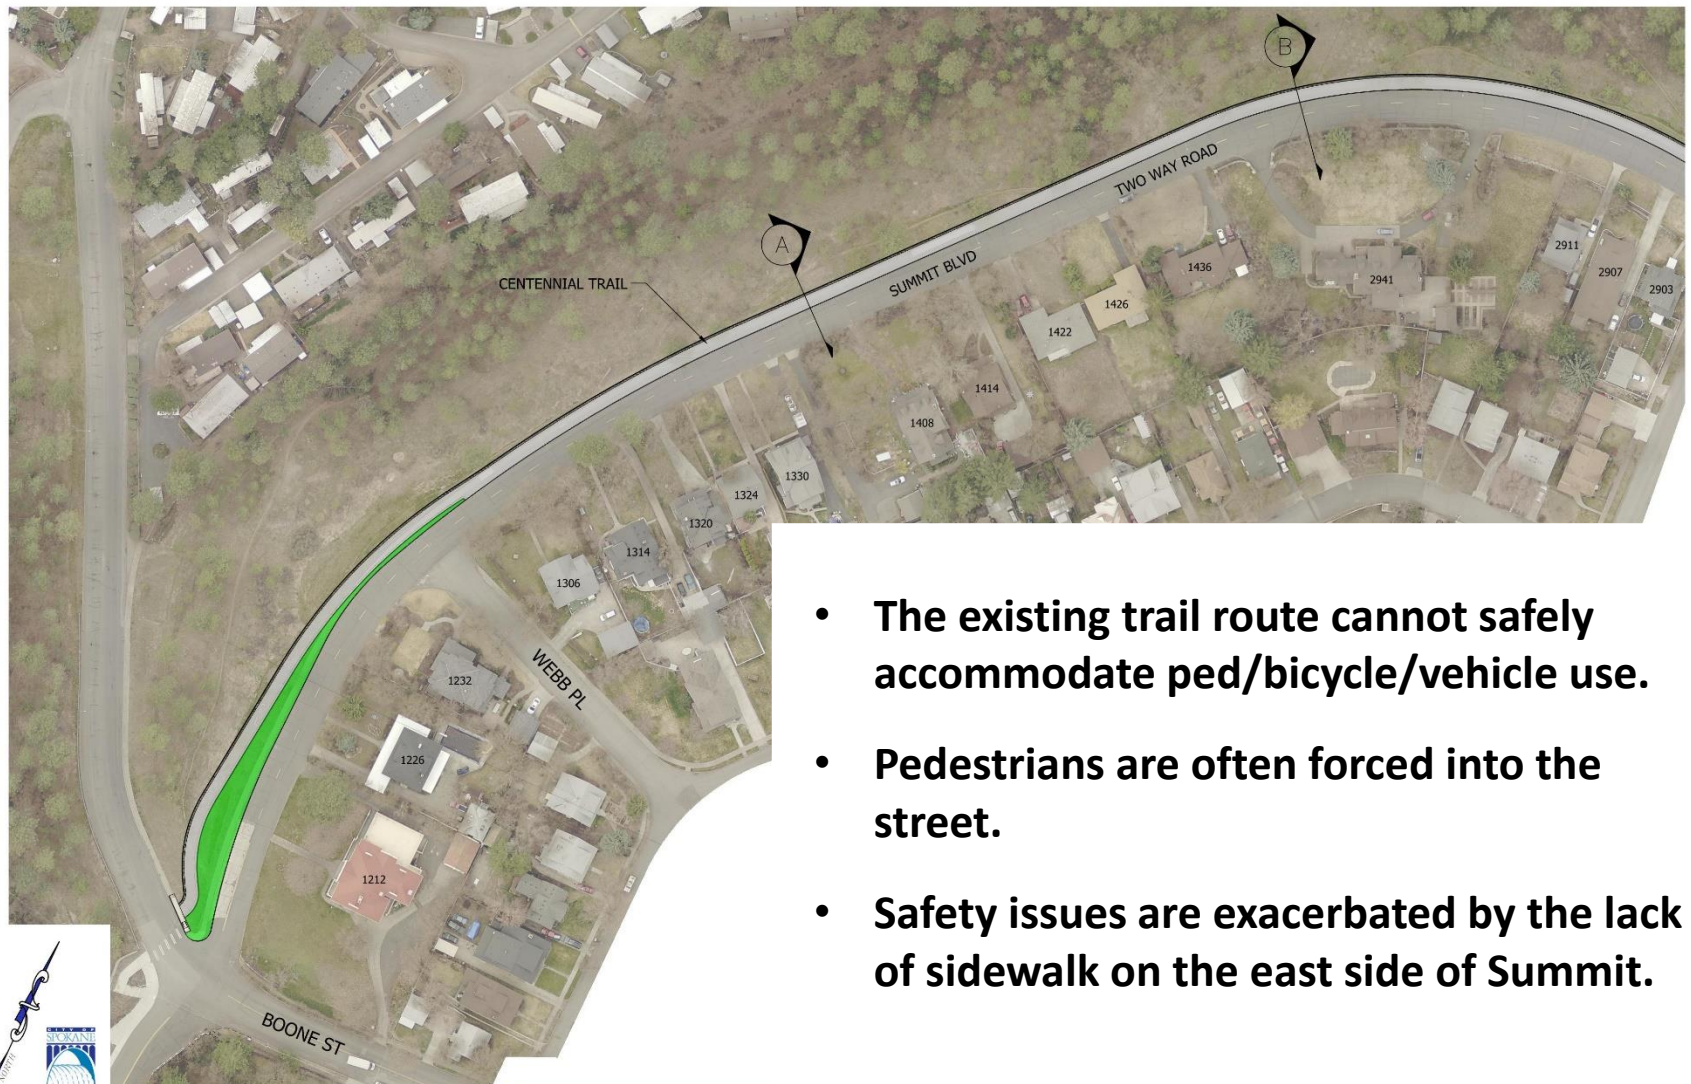 B
TWO WAY ROAD
A
SUMMIT BLVD
CENTENNIAL TRAIL
2911
2907
2903
1436
2941
1426
1422
1414
1408
1330
1324
1320
1314
1306
WEBB PL
1232
1226
1212
BOONE ST
NORTH
CITY OF
SPOKANE
• The existing trail route cannot safely
accommodate ped/bicycle/vehicle use.
• Pedestrians are often forced into the
street.
• Safety issues are exacerbated by the lack
of sidewalk on the east side of Summit.